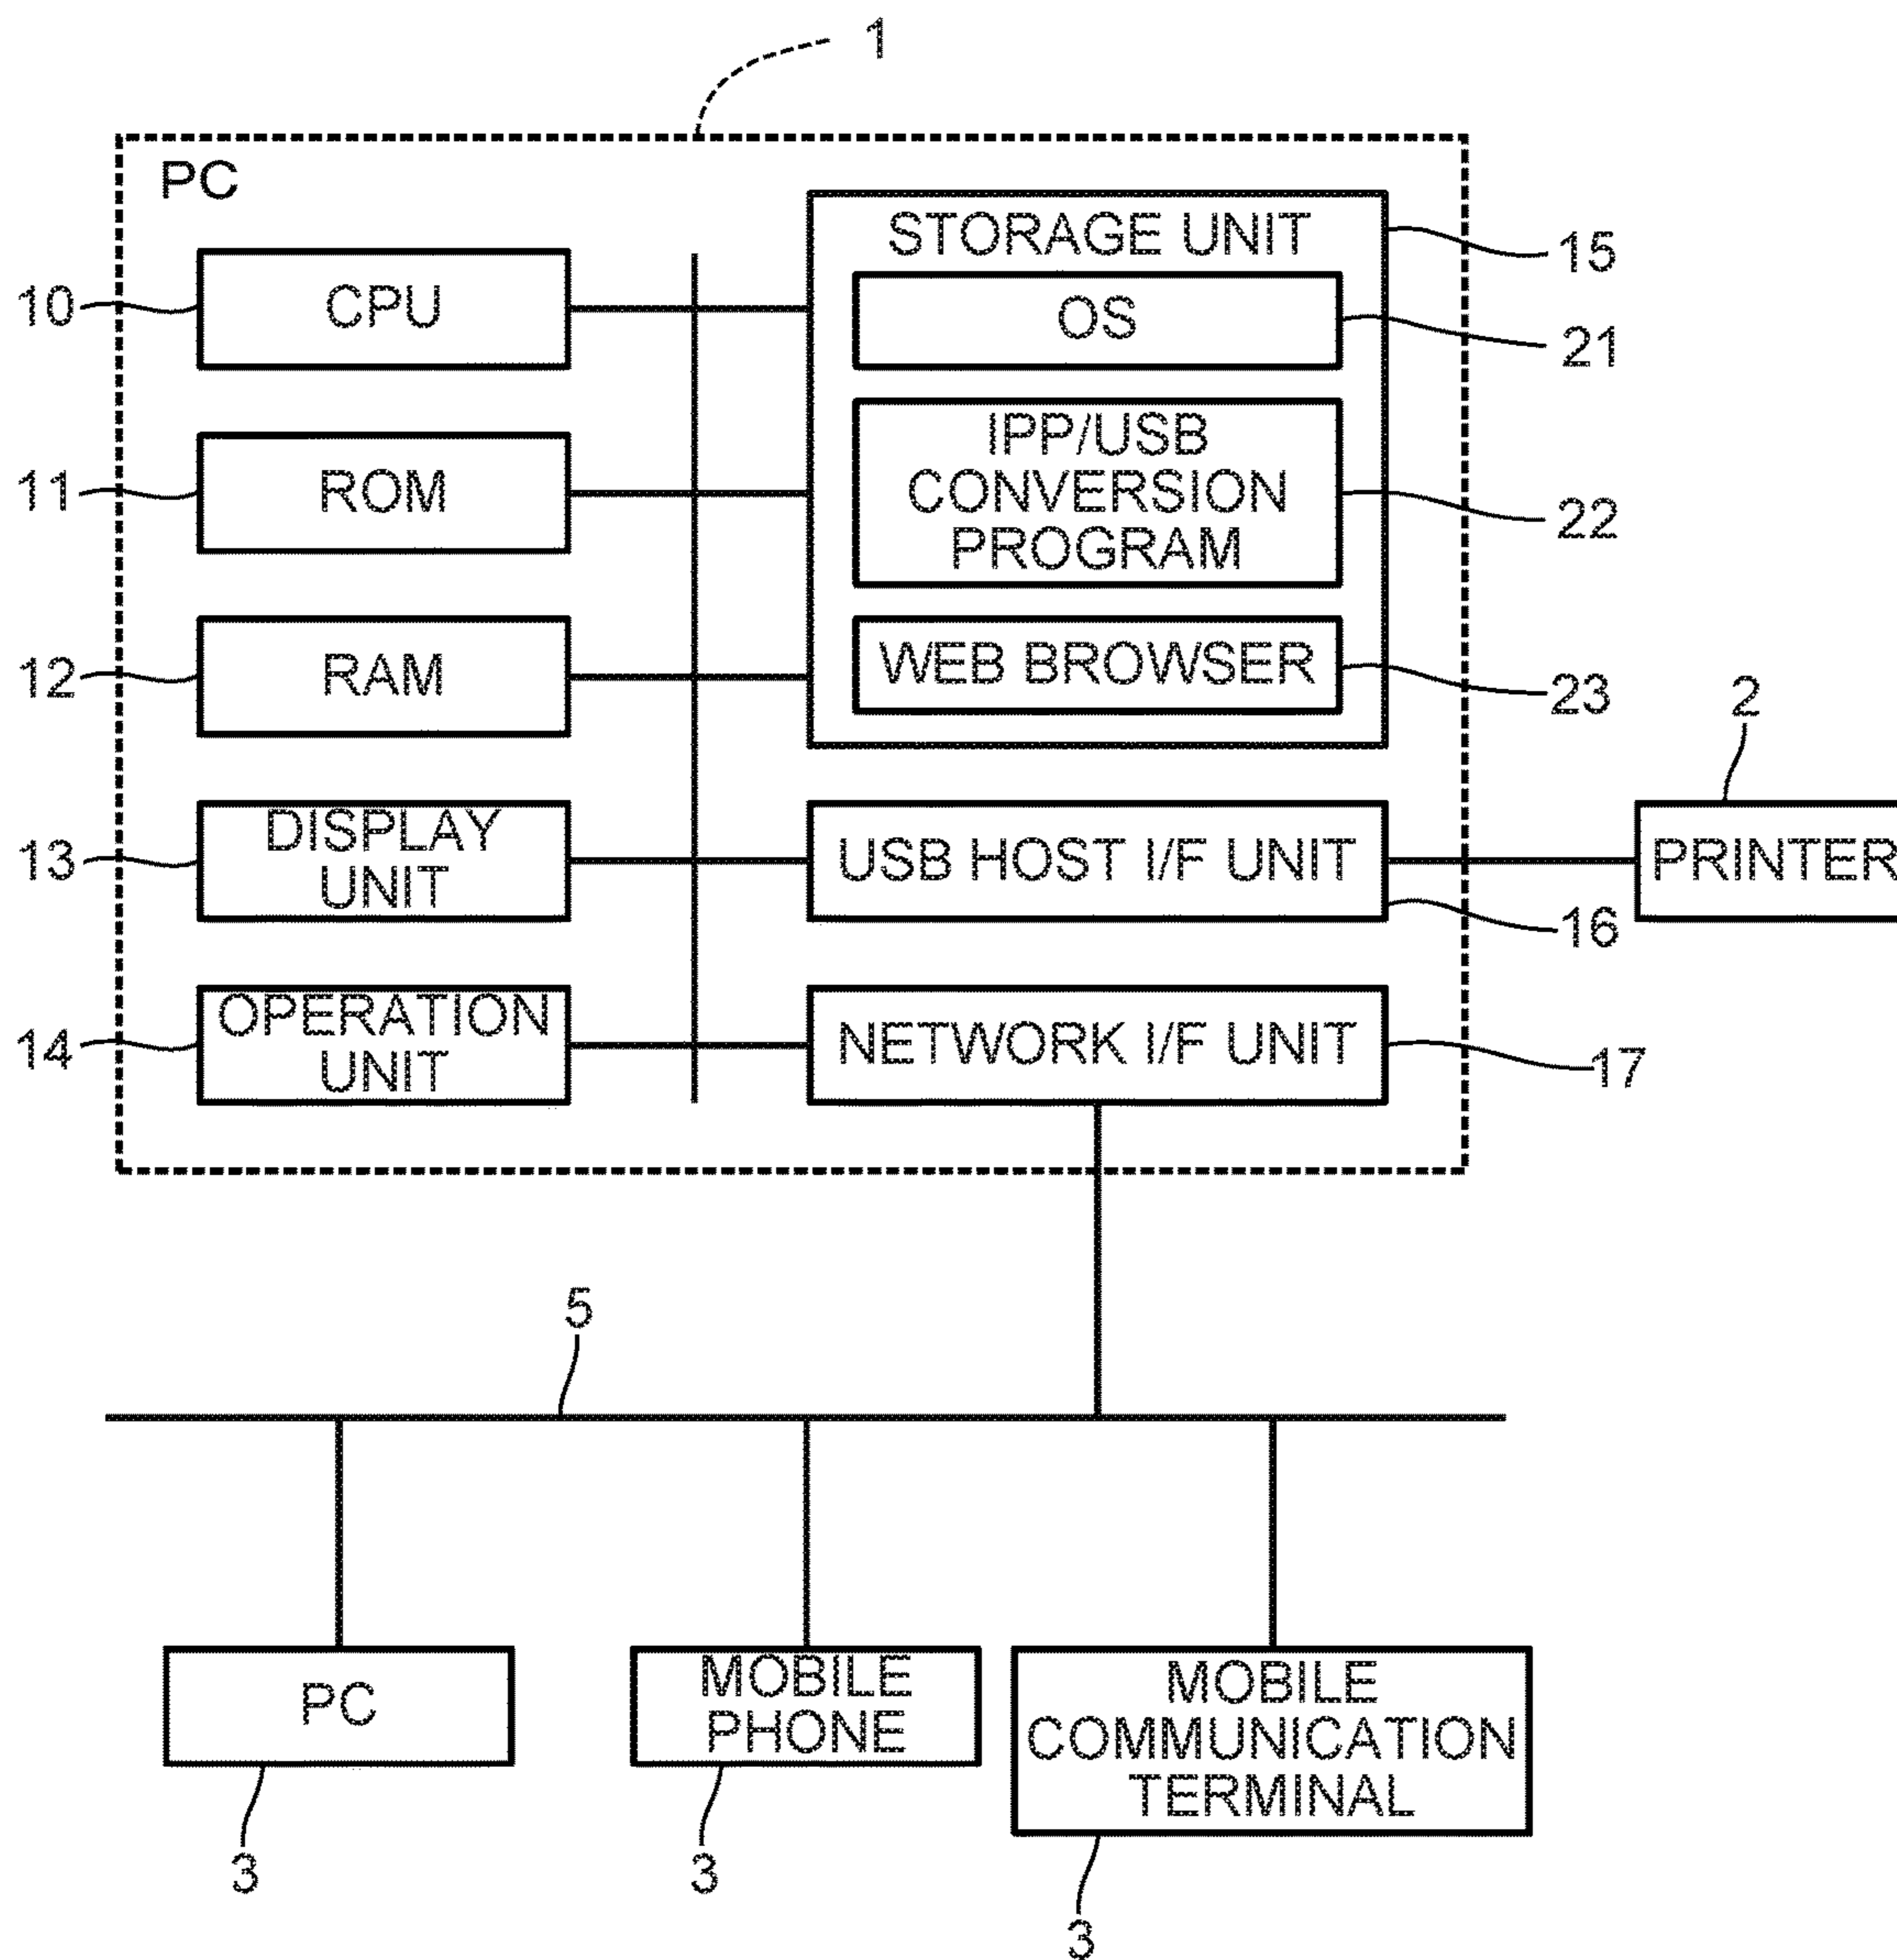 1
PC
STORAGE UNIT
15
10
CPU
OS
21
11
ROM
IPP/USB
CONVERSION
PROGRAM
22
12
RAM
WEB BROWSER
23
2
13
DISPLAY
UNIT
USB HOST I/F UNIT
16
PRINTER
14
OPERATION
UNIT
NETWORK I/F UNIT
17
5
PC
3
MOBILE
PHONE
3
MOBILE
COMMUNICATION
TERMINAL
3